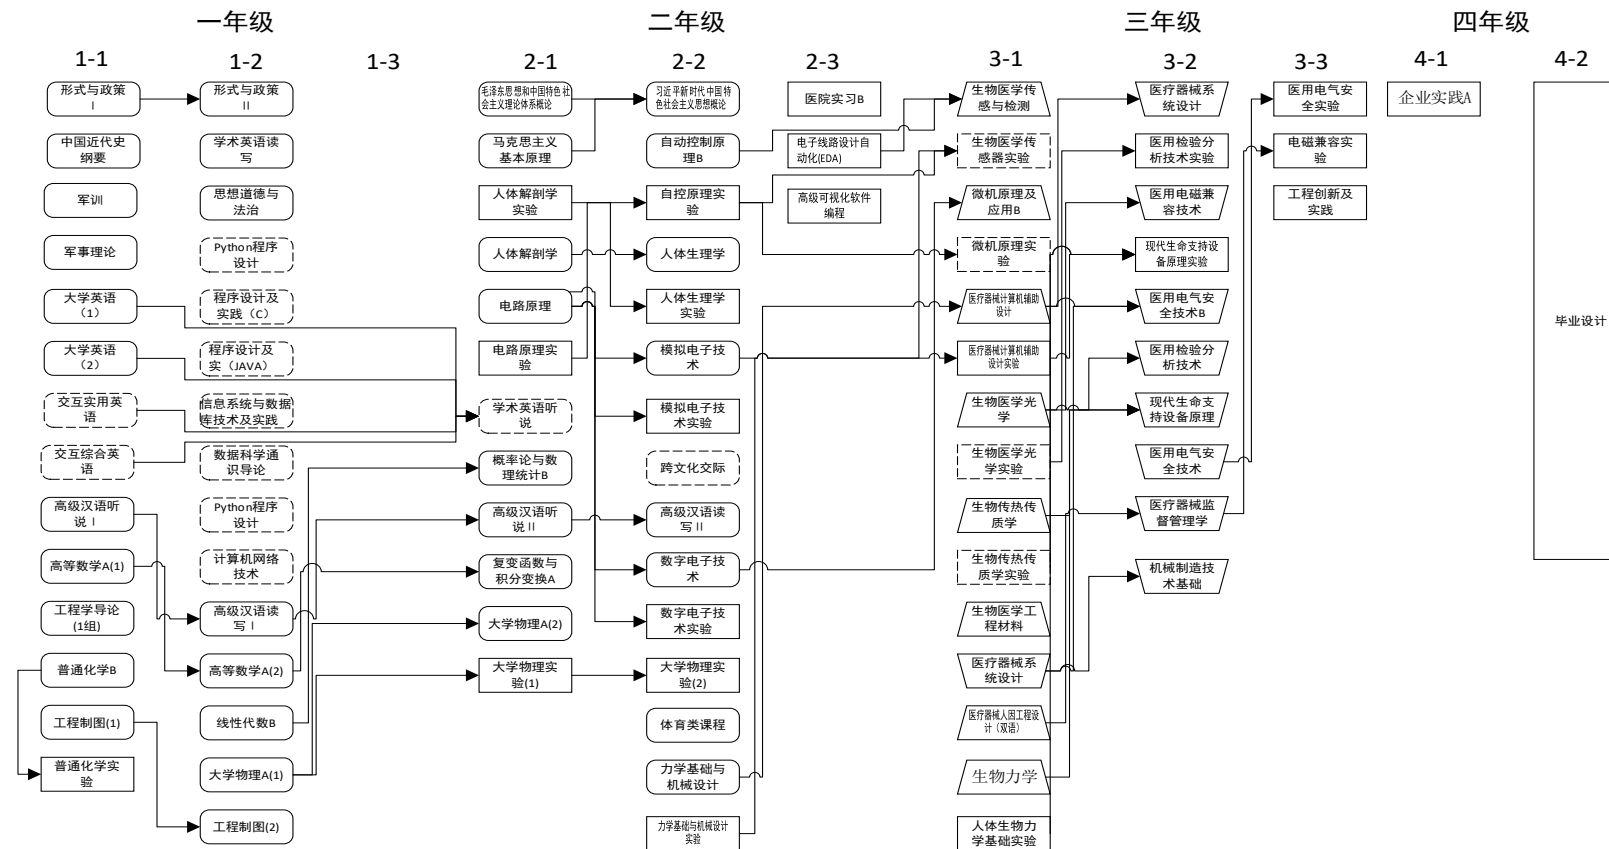 一年级
二年级
三年级
四年级
1-1
1-2
1-3
2-1
2-2
2-3
3-1
3-2
3-3
4-1
4-2
形式与政策
Ⅰ
中国近代史
纲要
军训
军事理论
大学英语
（1）
大学英语
（2）
交互实用英
语
交互综合英
语
高级汉语听
说Ⅰ
高等数学A(1)
工程学导论
(1组)
普通化学B
工程制图(1)
普通化学实
验
形式与政策
II
学术英语读
写
思想道德与
法治
Python程序
设计
程序设计及
实践（C）
程序设计及
实（JAVA）
信息系统与数据
库技术及实践
数据科学通
识导论
Python程序
设计
计算机网络
技术
高级汉语读
写Ⅰ
高等数学A(2)
线性代数B
大学物理A(1)
工程制图(2)
毛泽东思想和中国特色社
会主义理论体系概论
马克思主义
基本原理
人体解剖学
实验
人体解剖学
电路原理
电路原理实
验
学术英语听
说
概率论与数
理统计B
高级汉语听
说II
复变函数与
积分变换A
大学物理A(2)
大学物理实
验(1)
习近平新时代中国特
色社会主义思想概论
自动控制原
理B
自控原理实
验
人体生理学
人体生理学
实验
模拟电子技
术
模拟电子技
术实验
跨文化交际
高级汉语读
写II
数字电子技
术
数字电子技
术实验
大学物理实
验(2)
体育类课程
力学基础与
机械设计
力学基础与机械设计
实验
医院实习B
电子线路设计自
动化(EDA)
高级可视化软件
编程
生物医学传
感与检测
生物医学传
感器实验
微机原理及
应用B
微机原理实
验
医疗器械计算机辅助
设计
医疗器械计算机辅助
设计实验
生物医学光
学
生物医学光
学实验
生物传热传
质学
生物传热传
质学实验
生物医学工
程材料
医疗器械系
统设计
医疗器械人因工程设
计（双语）
生物力学
人体生物力
学基础实验
医疗器械系
统设计
医用检验分
析技术实验
医用电磁兼
容技术
现代生命支持设
备原理实验
医用电气安
全技术B
医用检验分
析技术
现代生命支
持设备原理
医用电气安
全技术
医疗器械监
督管理学
机械制造技
术基础
医用电气安
全实验
电磁兼容实
验
工程创新及
实践
企业实践A
毕业设计